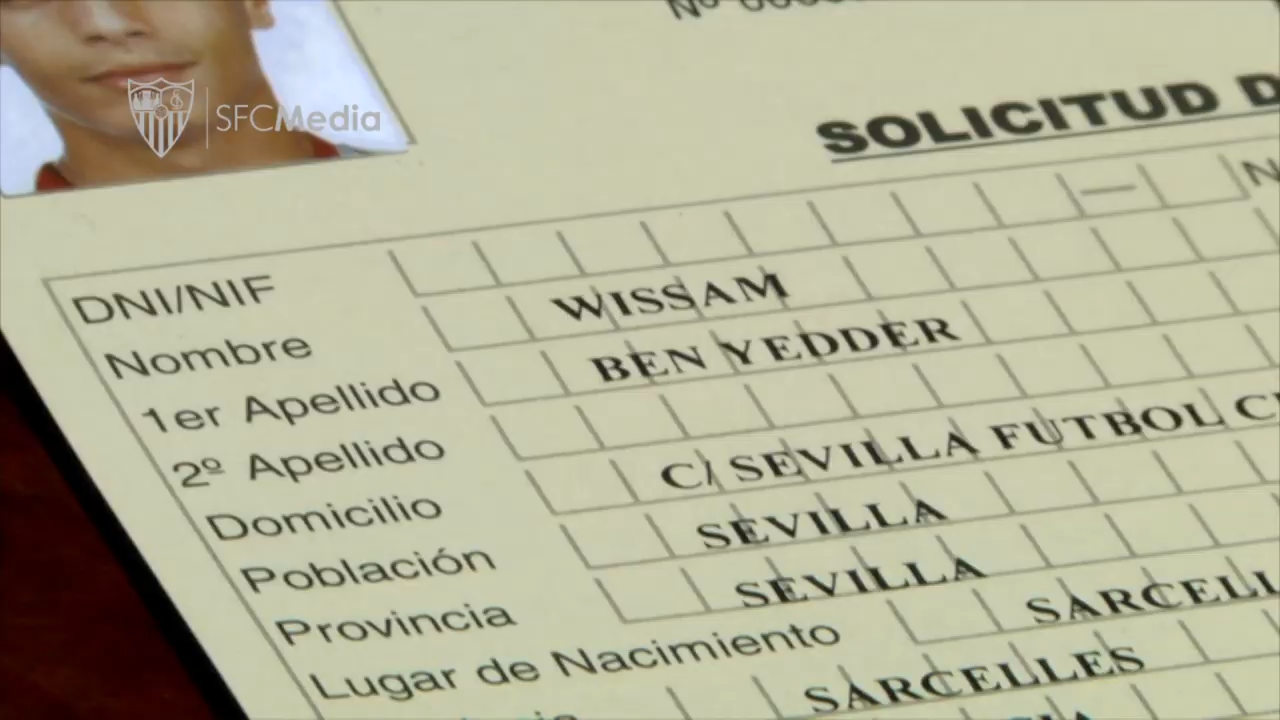 Nº
SFCMedia
SOLICITUD D
DNI/NIF
Nombre WISSAM
1er Apellido BEN YEDDER
2º Apellido
Domicilio C/ SEVILLA FUTBOL C
Población SEVILLA
Provincia SEVILLA
Lugar de Nacimiento SARCELL
SARCELLES